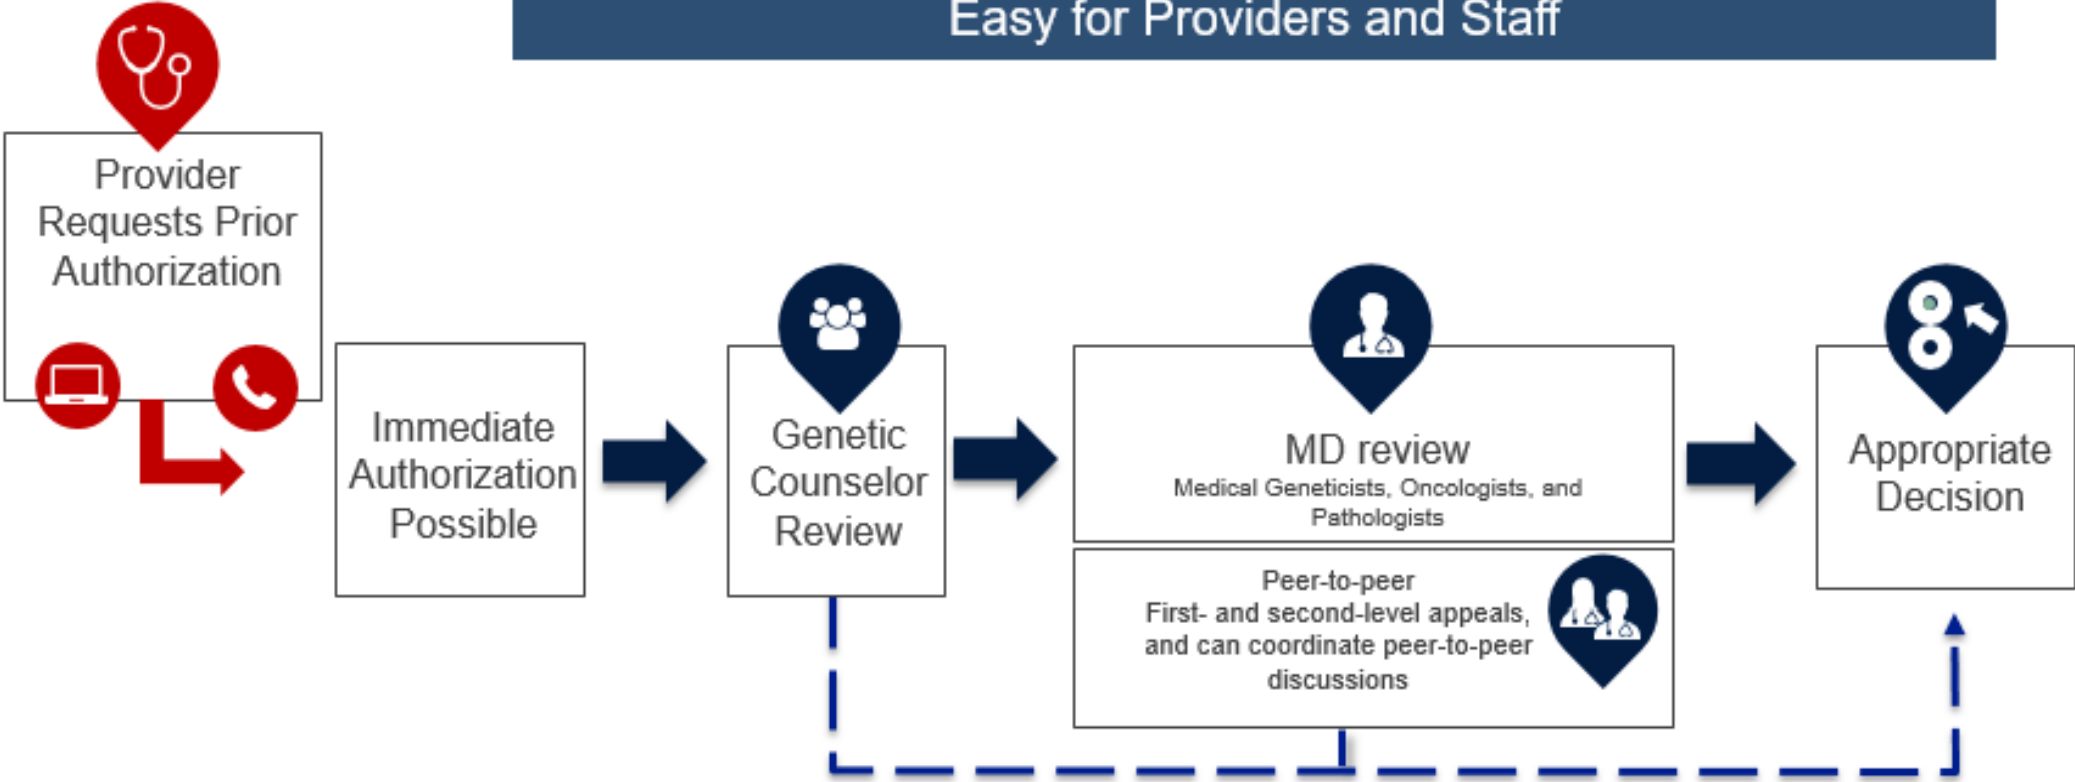 Easy for Providers and Staff
Provider
Requests Prior
Authorization
Immediate
Authorization
Possible
Genetic
Counselor
Review
MD review
Medical Geneticists, Oncologists, and
Pathologists
Peer-to-peer
First- and second-level appeals,
and can coordinate peer-to-peer
discussions
Appropriate
Decision